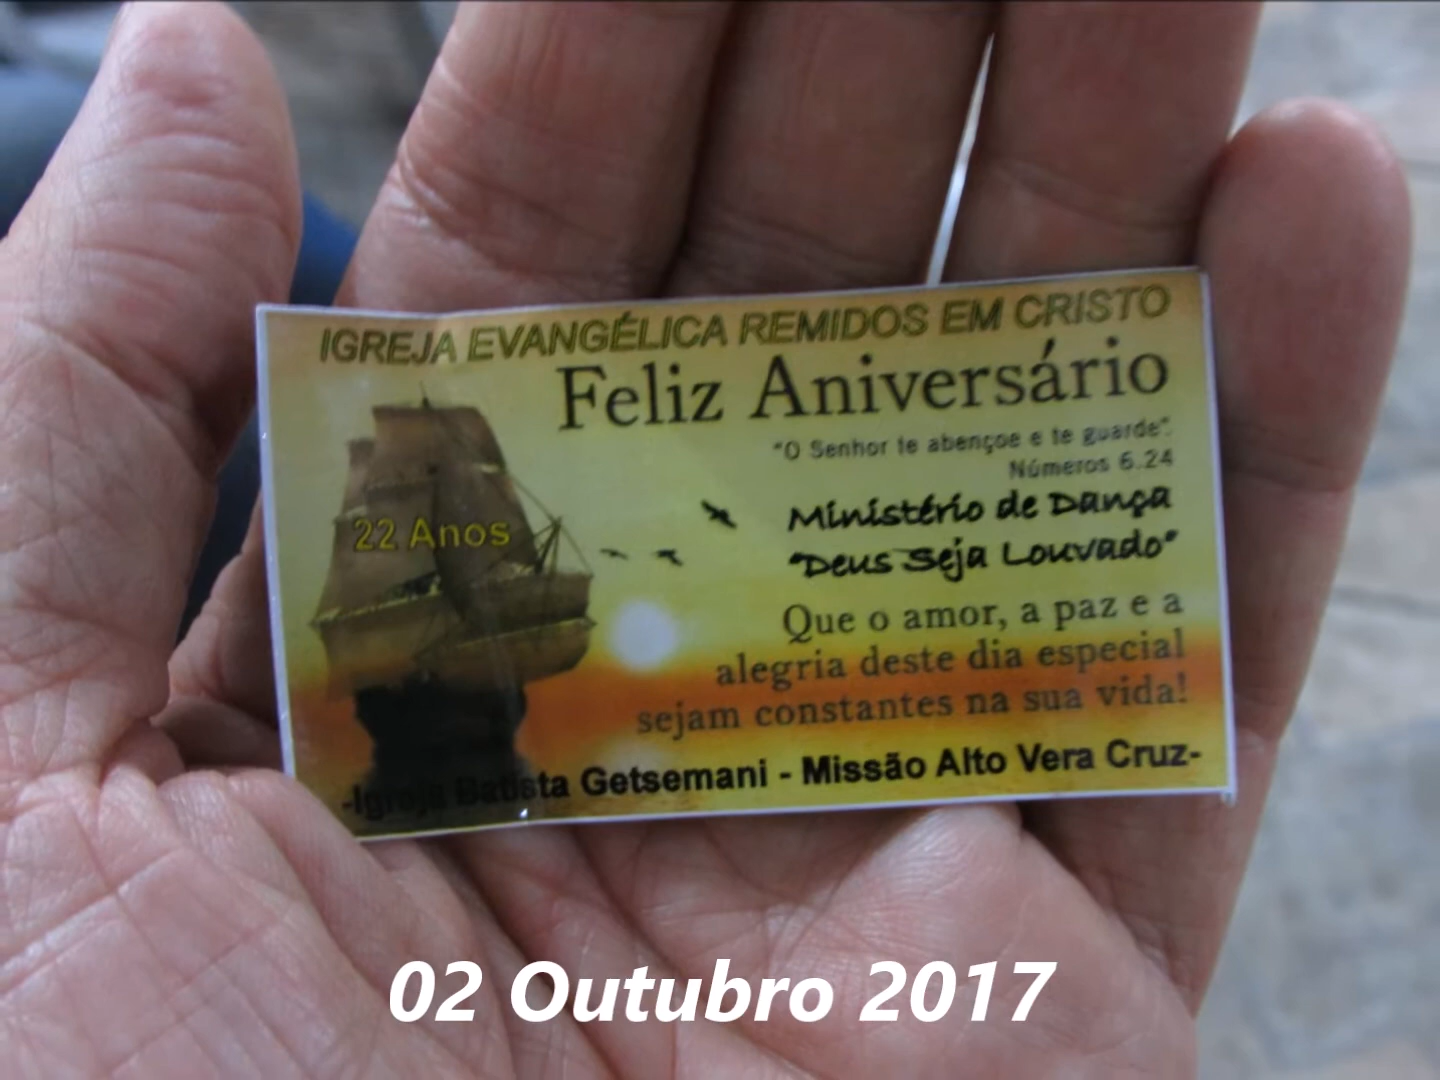 IGREJA EVANGÉLICA REMIDOS EM CRISTO
Feliz Aniversário
"O Senhor te abençoe e te guarde".
Números 6.24
22 Anos
Ministério de Dança
"Deus Seja Louvado"
Que o amor, a paz e a
alegria deste dia especial
sejam constantes na sua vida!
-Igreja Batista Getsemani - Missão Alto Vera Cruz-
02 Outubro 2017